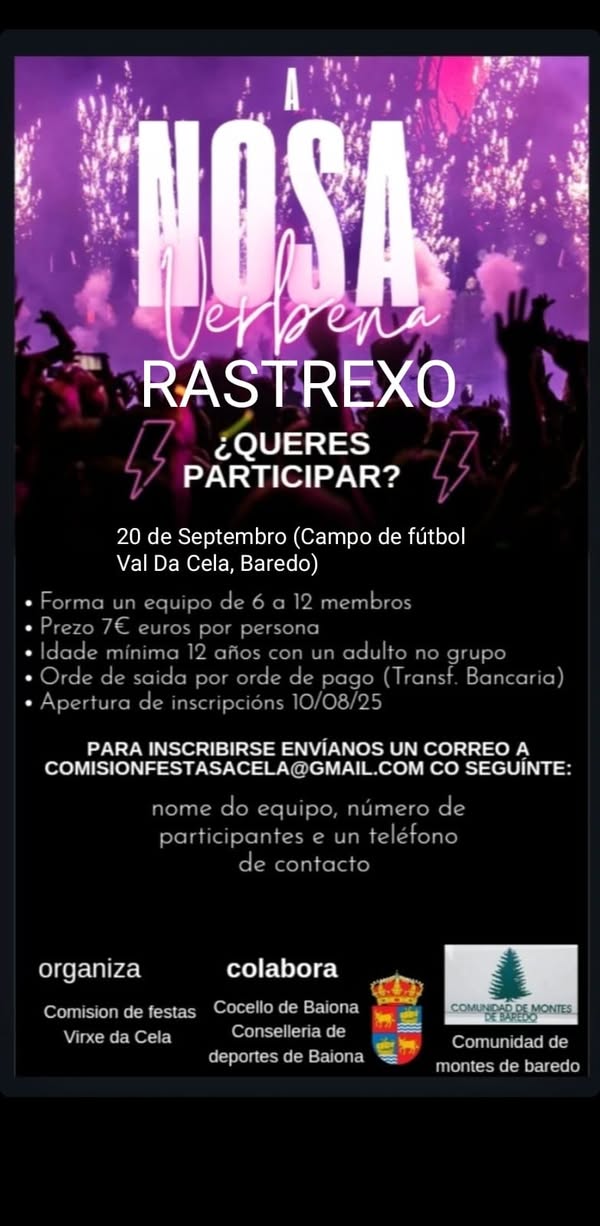 A
NOSA
Verbena
RASTREXO
¿QUERES
PARTICIPAR?
20 de Septembro (Campo de fútbol
Val Da Cela, Baredo)
• Forma un equipo de 6 a 12 membros
• Prezo 7€ euros por persona
• Idade mínima 12 años con un adulto no grupo
• Orde de saida por orde de pago (Transf. Bancaria)
• Apertura de inscripcións 10/08/25
PARA INSCRIBIRSE ENVÍANOS UN CORREO A
COMISIONFESTASACELA@GMAIL.COM CO SEGUÍNTE:
nome do equipo, número de
participantes e un teléfono
de contacto
organiza
Comision de festas
Virxe da Cela
colabora
Cocello de Baiona
Conselleria de
deportes de Baiona
COMUNIDAD DE MONTES
DE BAREDO
Comunidad de
montes de baredo